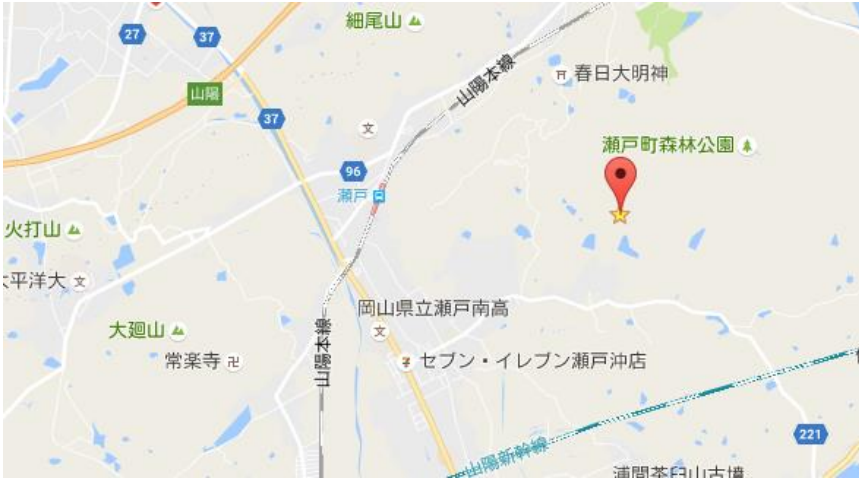 細尾山
27
37
山陽本線
春日大明神
山陽
37
文
瀬戸町森林公園
96
瀬戸
火打山
平洋大 文
岡山県立瀬戸南高
大廻山
文
常楽寺 卍
山陽本線
セブン・イレブン瀬戸沖店
221
山陽新幹線
浦間茶臼山古墳